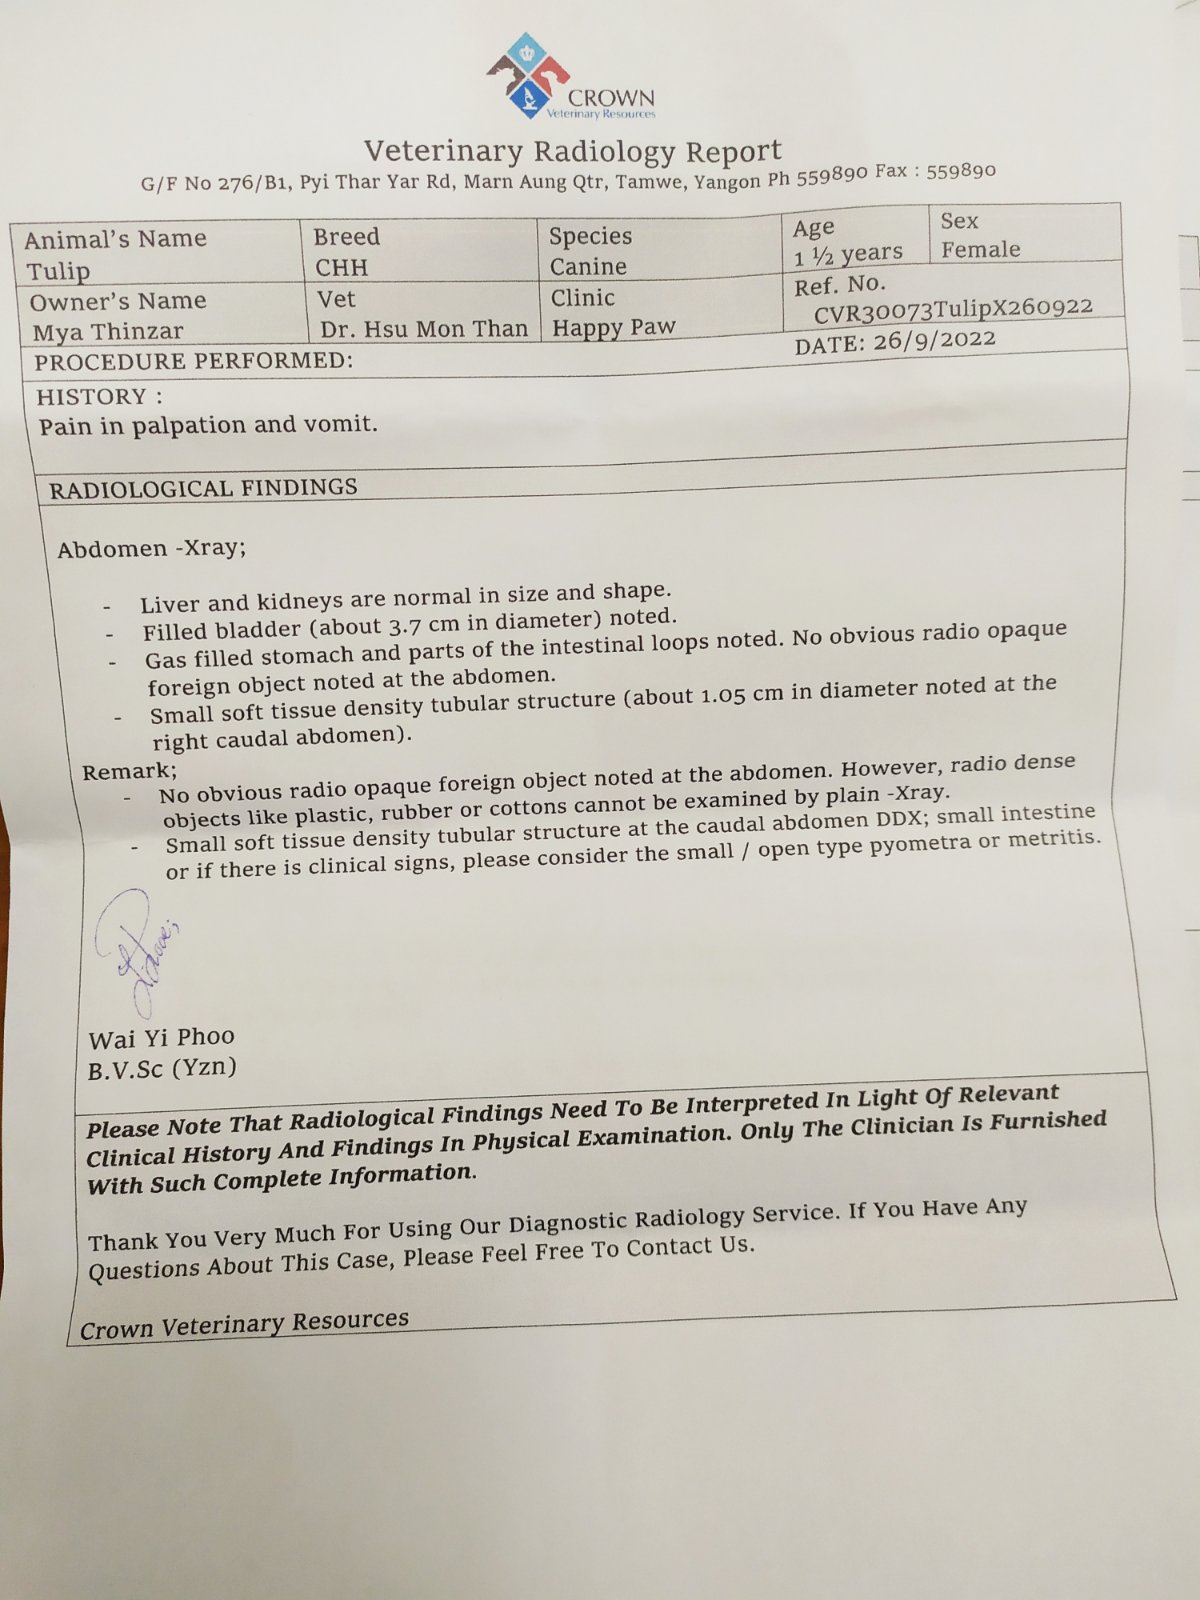 CROWN
Veterinary Resources
Veterinary Radiology Report
G/F No 276/B1, Pyi Thar Yar Rd, Marn Aung Qtr, Tamwe, Yangon Ph 559890 Fax : 559890
Animal's Name Breed Species Age Sex
Tulip CHH Canine 1 ½ years Female
Owner's Name Vet Clinic Ref. No.
Mya Thinzar Dr. Hsu Mon Than Happy Paw CVR30073TulipX260922
PROCEDURE PERFORMED: DATE: 26/9/2022
HISTORY :
Pain in palpation and vomit.
RADIOLOGICAL FINDINGS
Abdomen -Xray;
- Liver and kidneys are normal in size and shape.
- Filled bladder (about 3.7 cm in diameter) noted.
- Gas filled stomach and parts of the intestinal loops noted. No obvious radio opaque
foreign object noted at the abdomen.
- Small soft tissue density tubular structure (about 1.05 cm in diameter noted at the
right caudal abdomen).
Remark;
- No obvious radio opaque foreign object noted at the abdomen. However, radio dense
objects like plastic, rubber or cottons cannot be examined by plain -Xray.
- Small soft tissue density tubular structure at the caudal abdomen DDX; small intestine
or if there is clinical signs, please consider the small / open type pyometra or metritis.
Wai Yi Phoo
B.V.Sc (Yzn)
Please Note That Radiological Findings Need To Be Interpreted In Light Of Relevant
Clinical History And Findings In Physical Examination. Only The Clinician Is Furnished
With Such Complete Information.
Thank You Very Much For Using Our Diagnostic Radiology Service. If You Have Any
Questions About This Case, Please Feel Free To Contact Us.
Crown Veterinary Resources